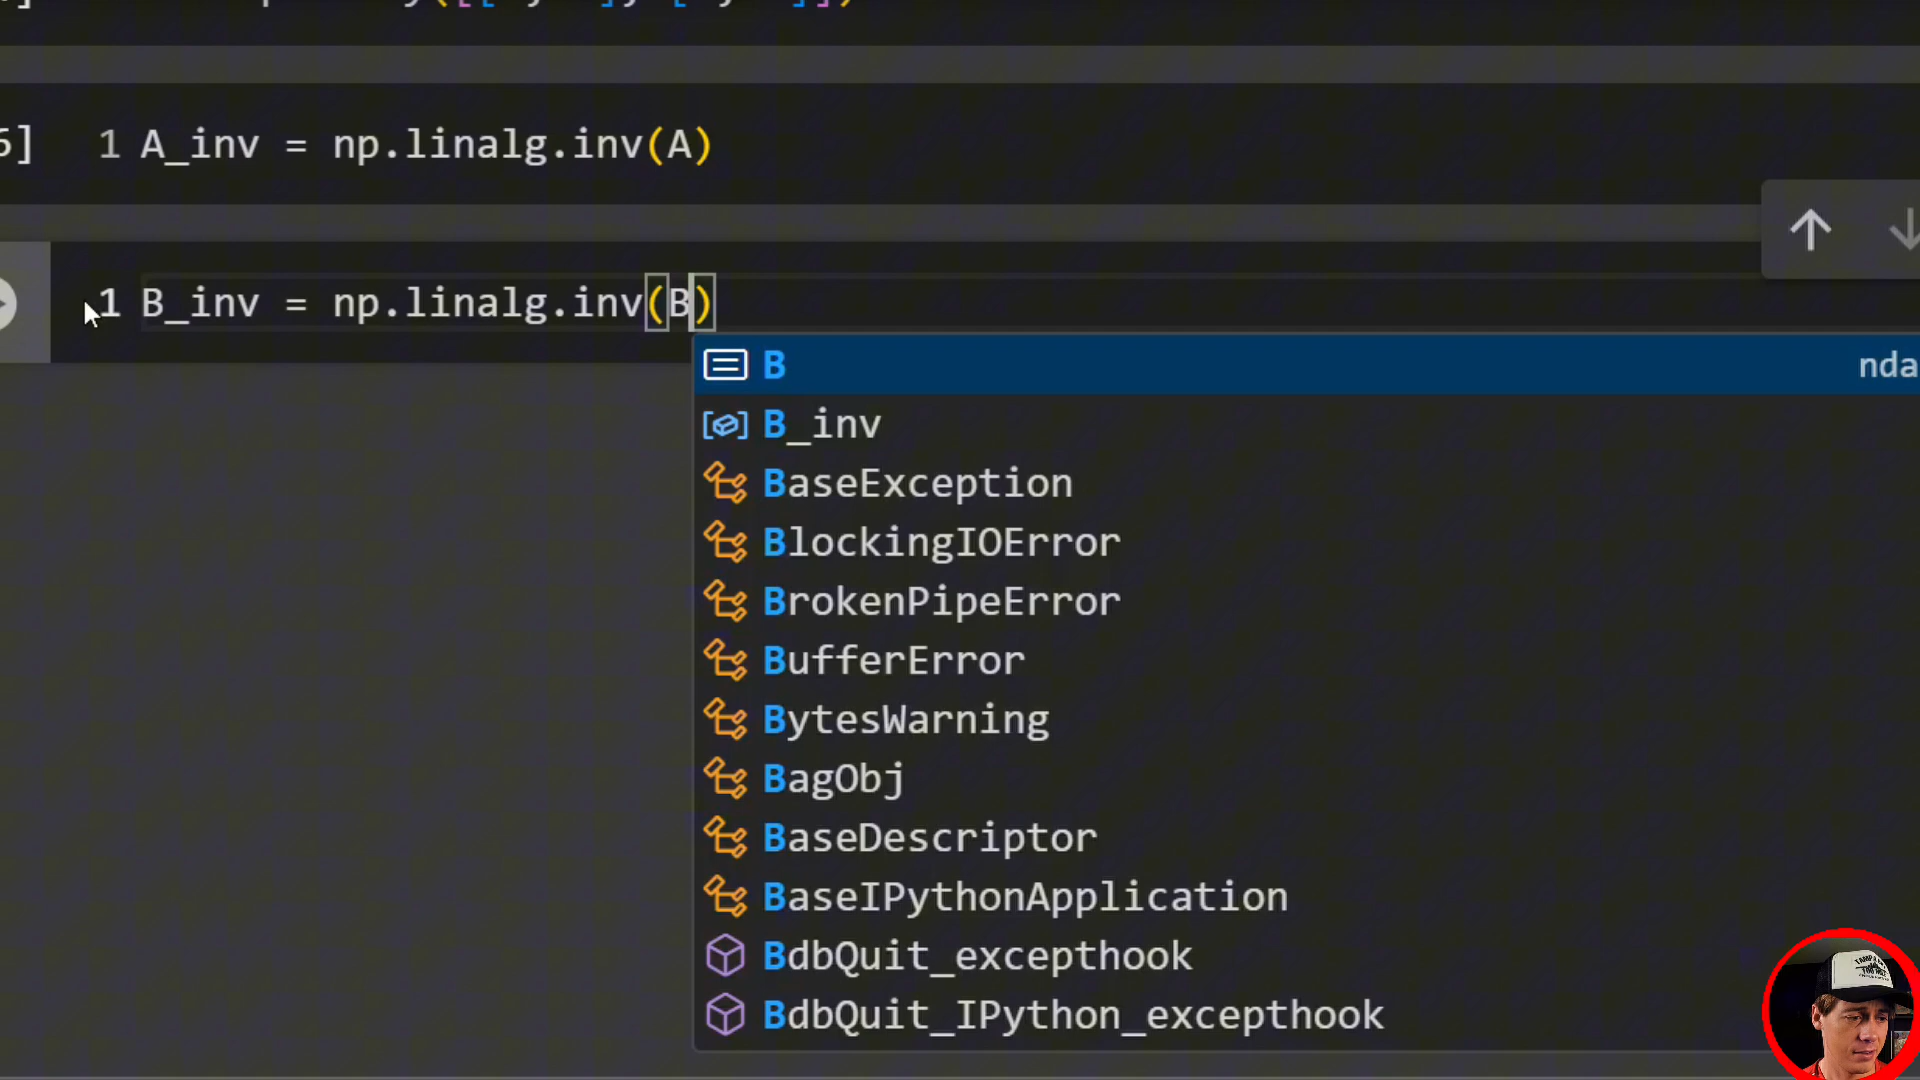 1 A_inv = np.linalg.inv(A)
1 B_inv = np.linalg.inv(B)
B nda
B_inv
BaseException
BlockingIOError
BrokenPipeError
BufferError
BytesWarning
BagObj
BaseDescriptor
BaseIPythonApplication
BdbQuit_excepthook
BdbQuit_IPython_excepthook